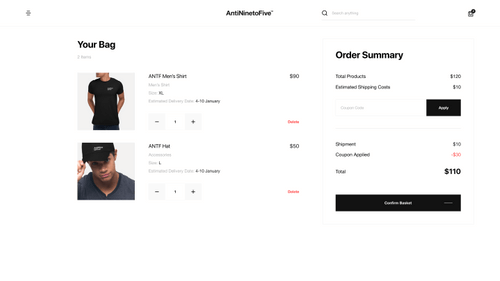 AntiNinetoFive
Search anything
Your Bag
2 items
ANTF Men's Shirt
$90
Men's Shirt
Size: XL
Estimated Delivery Date: 4-10 January
1
Delete
ANTF Hat
$50
Accessories
Size: L
Estimated Delivery Date: 4-10 January
1
Delete
Order Summary
Total Products
$120
Estimated Shipping Costs
$10
Coupon Code
Apply
Shipment
$10
Coupon Applied
-$30
Total
$110
Confirm Basket